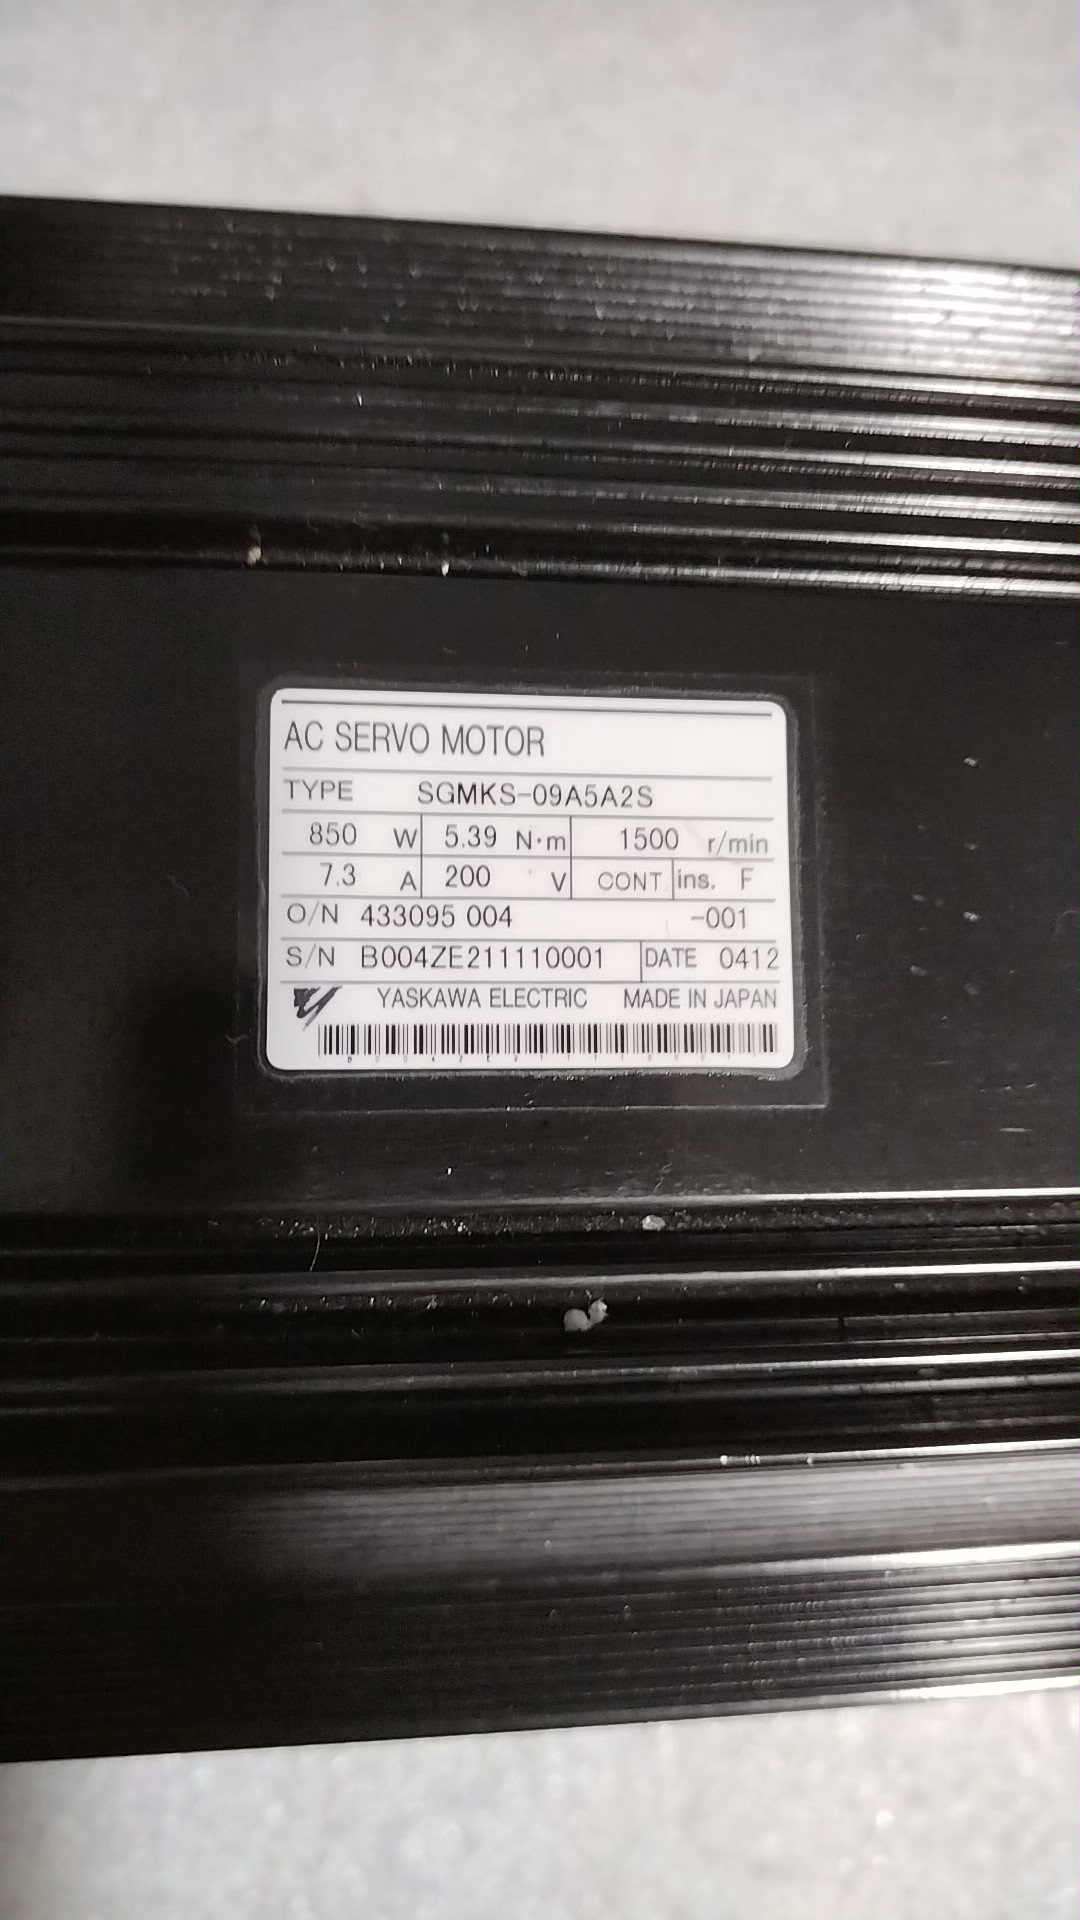 AC SERVO MOTOR
TYPE SGMKS-09A5A2S
850 W 5.39 N·m 1500 r/min
7.3 A 200 V CONT ins. F
O/N 433095 004 -001
S/N B004ZE211110001 DATE 0412
YASKAWA ELECTRIC MADE IN JAPAN